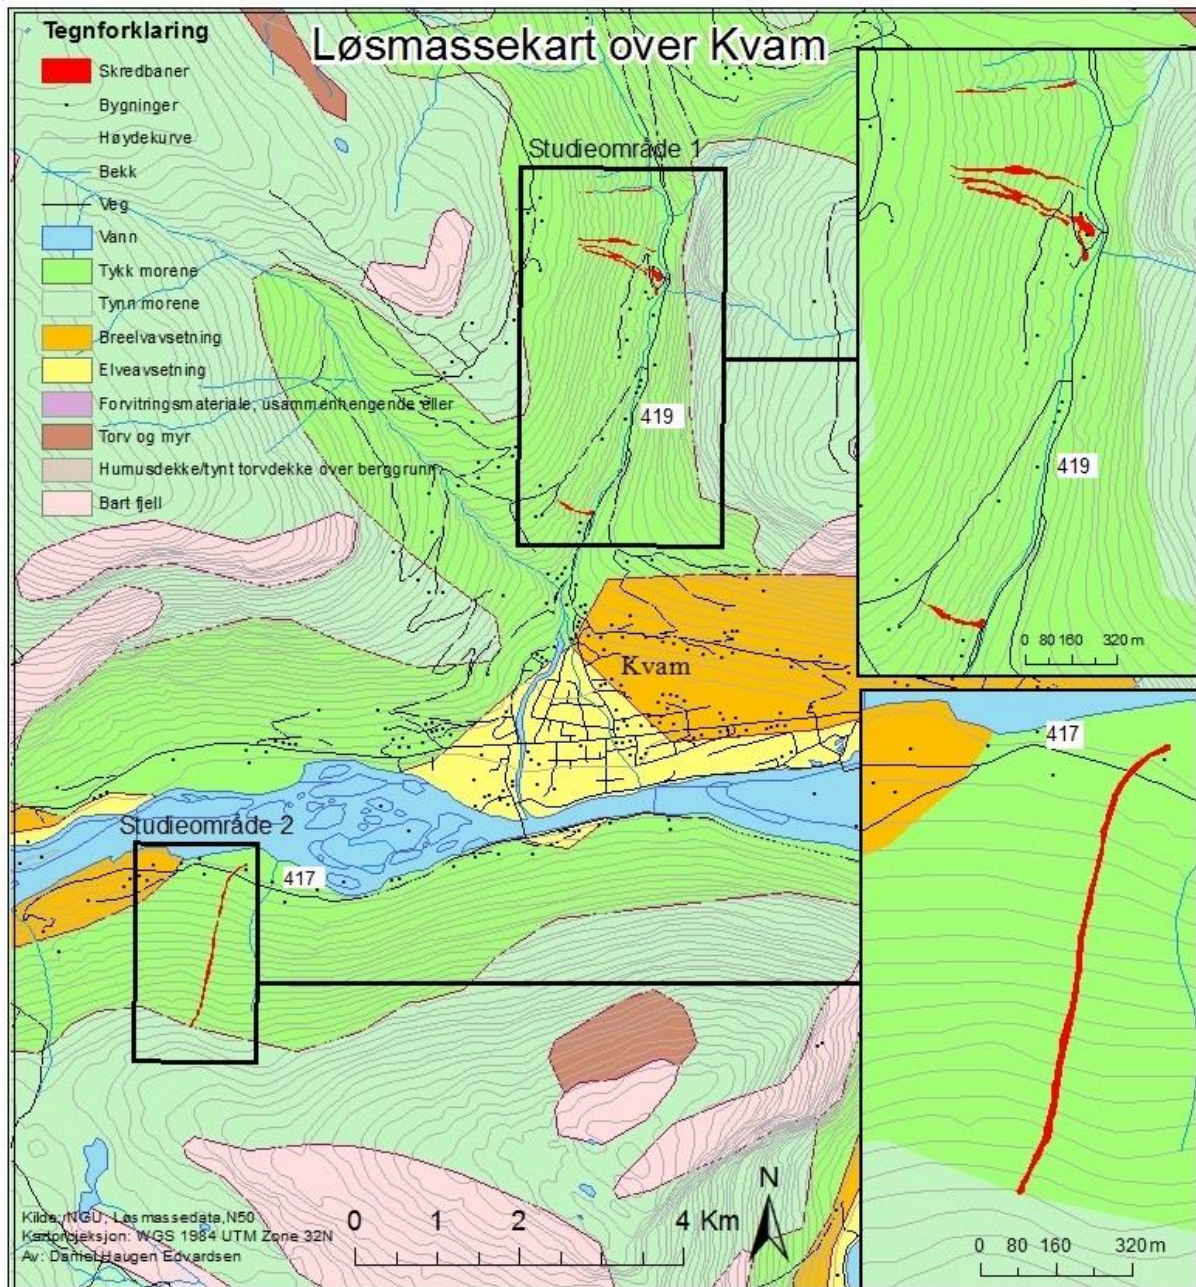 Løsmassekart over Kvam
Tegnforklaring
Skredbaner
Bygninger
Høydekurve
Bekk
Veg
Vann
Tykk morene
Tynn morene
Breelvavsetning
Elveavsetning
Forvitringsmateriale, usammenhengende eller
Torv og myr
Humusdekke/tynt torvdekke over berggrunn
Bart fjell
Studieområde 1
419
Kvam
Studieområde 2
417
419
0 80 160 320 m
417
0 80 160 320 m
N
0 1 2 4 Km
Kilde: NGU, Løsmassedata,N50
Kartprojeksjon: WGS 1984 UTM Zone 32N
Av: Daniel Haugen Edvardsen